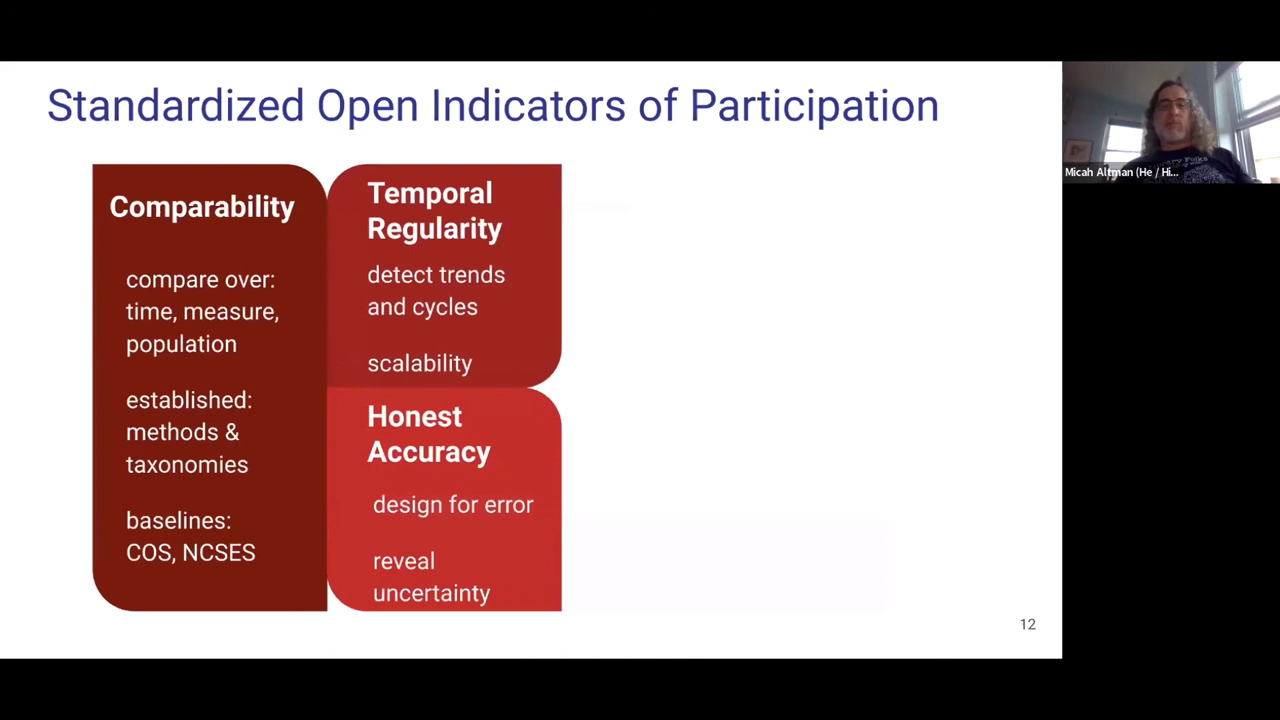 Standardized Open Indicators of Participation
Comparability
compare over:
time, measure,
population
established:
methods &
taxonomies
baselines:
COS, NCSES
Temporal
Regularity
detect trends
and cycles
scalability
Honest
Accuracy
design for error
reveal
uncertainty
12
Micah Altman (He / Hi...
Folks